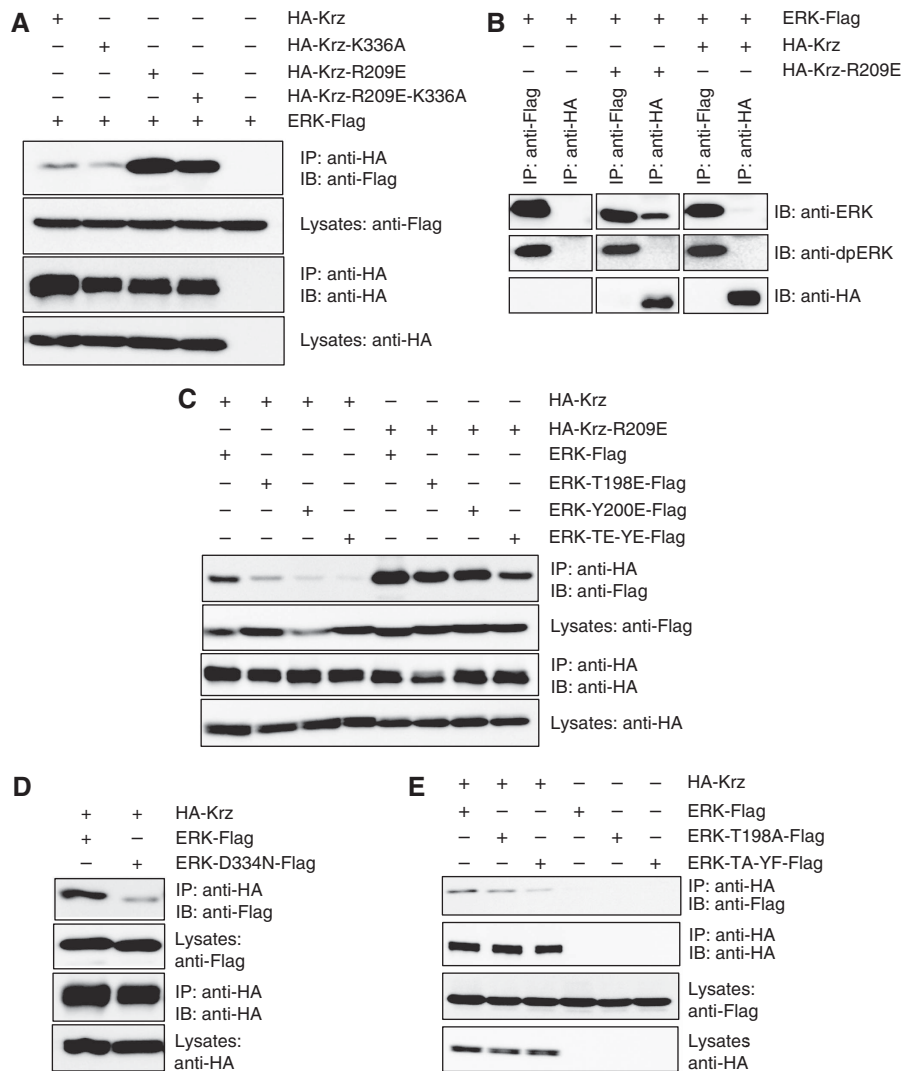 A
+ − − − − HA-Krz
− + − − − HA-Krz-K336A
− − + − − HA-Krz-R209E
− − − + − HA-Krz-R209E-K336A
+ + + + + ERK-Flag
IP: anti-HA
IB: anti-Flag
Lysates: anti-Flag
IP: anti-HA
IB: anti-HA
Lysates: anti-HA
B
+ + + + + + ERK-Flag
− − − − + + HA-Krz
− − + + − − HA-Krz-R209E
IP: anti-Flag
IP: anti-HA
IP: anti-Flag
IP: anti-HA
IP: anti-Flag
IP: anti-HA
IB: anti-ERK
IB: anti-dpERK
IB: anti-HA
C
+ + + + − − − − HA-Krz
− − − − + + + + HA-Krz-R209E
+ − − − + − − − ERK-Flag
− + − − − + − − ERK-T198E-Flag
− − + − − − + − ERK-Y200E-Flag
− − − + − − − + ERK-TE-YE-Flag
IP: anti-HA
IB: anti-Flag
Lysates: anti-Flag
IP: anti-HA
IB: anti-HA
Lysates: anti-HA
D
+ + HA-Krz
+ − ERK-Flag
− + ERK-D334N-Flag
IP: anti-HA
IB: anti-Flag
Lysates:
anti-Flag
IP: anti-HA
IB: anti-HA
Lysates:
anti-HA
E
+ + + − − − HA-Krz
+ − − + − − ERK-Flag
− + − − + − ERK-T198A-Flag
− − + − − + ERK-TA-YF-Flag
IP: anti-HA
IB: anti-Flag
IP: anti-HA
IB: anti-HA
Lysates:
anti-Flag
Lysates
anti-HA